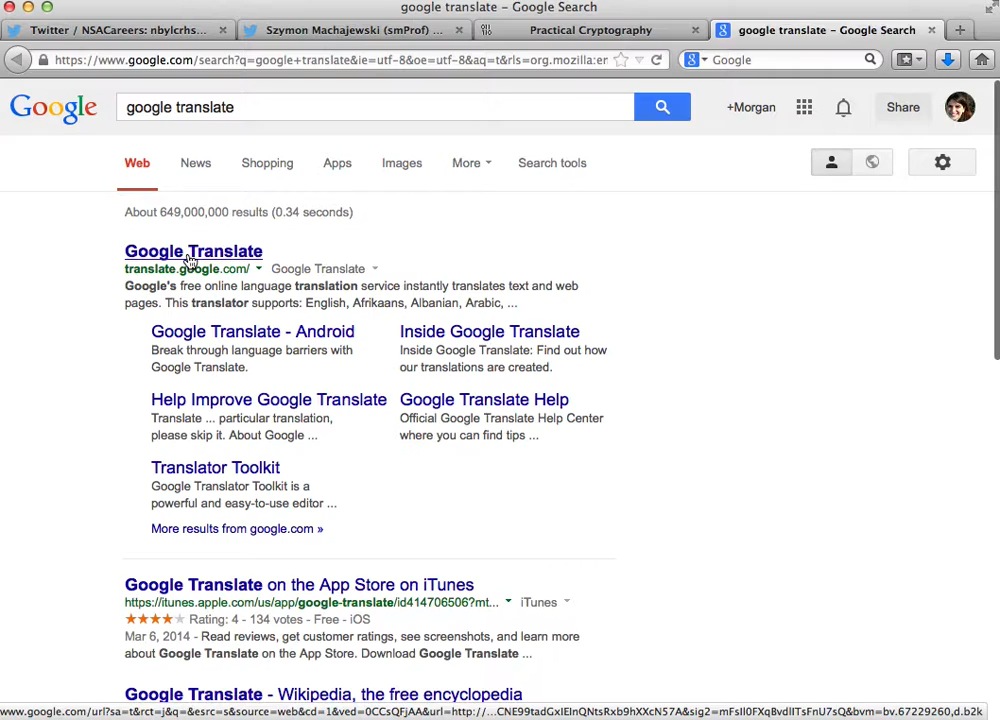 google translate – Google Search
Twitter / NSACareers: nbylcrhs...
Szymon Machajewski (smProf) ...
Practical Cryptography
google translate - Google Search
https://www.google.com/search?q=google+translate&ie=utf-8&oe=utf-8&aq=t&rls=org.mozilla:er
Google
Google
google translate
+Morgan
Share
Web
News
Shopping
Apps
Images
More
Search tools
About 649,000,000 results (0.34 seconds)
Google Translate
translate.google.com/
Google Translate
Google's free online language translation service instantly translates text and web
pages. This translator supports: English, Afrikaans, Albanian, Arabic, ...
Google Translate - Android
Break through language barriers with
Google Translate.
Inside Google Translate
Inside Google Translate: Find out how
our translations are created.
Help Improve Google Translate
Translate ... particular translation,
please skip it. About Google ...
Google Translate Help
Official Google Translate Help Center
where you can find tips ...
Translator Toolkit
Google Translator Toolkit is a
powerful and easy-to-use editor ...
More results from google.com »
Google Translate on the App Store on iTunes
https://itunes.apple.com/us/app/google-translate/id414706506?mt...
iTunes
Rating: 4 - 134 votes - Free - iOS
Mar 6, 2014 - Read reviews, get customer ratings, see screenshots, and learn more
about Google Translate on the App Store. Download Google Translate ...
Google Translate - Wikipedia, the free encyclopedia